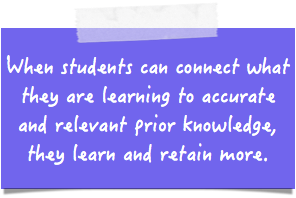 When students can connect what
they are learning to accurate
and relevant prior knowledge,
they learn and retain more.